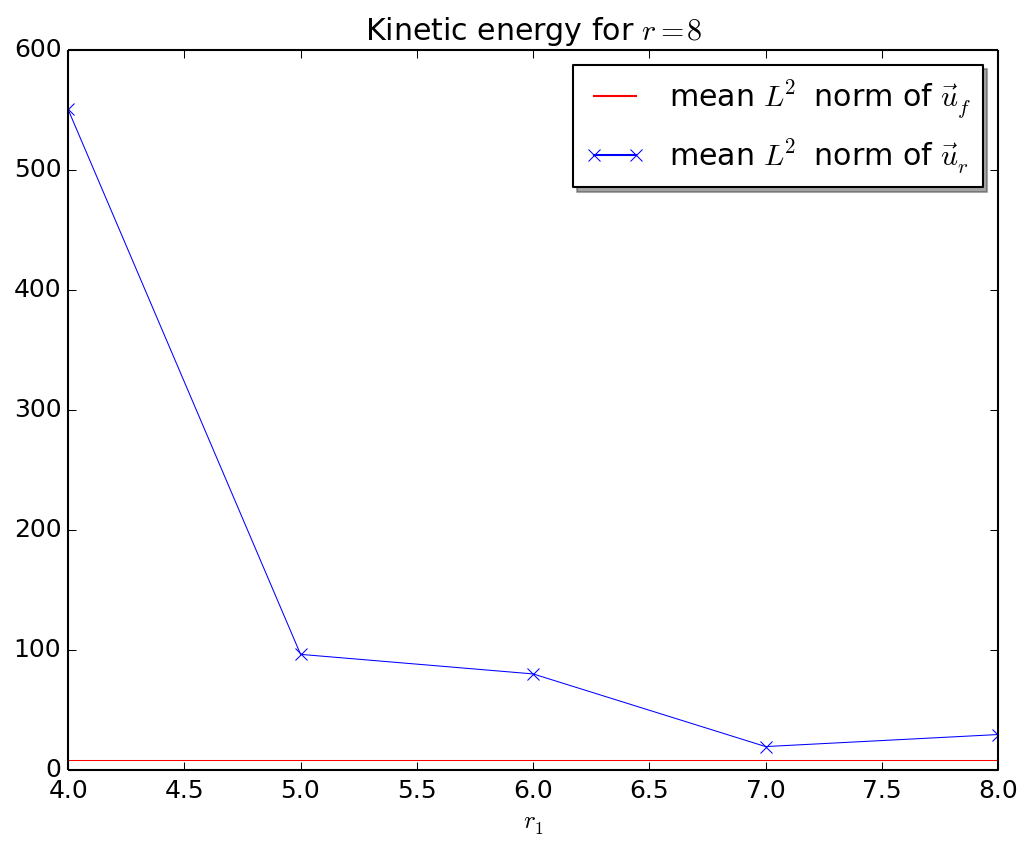 Kinetic energy for r = 8
600
500
400
300
200
100
0
mean L² norm of u⃗_f
mean L² norm of u⃗_r
4.0 4.5 5.0 5.5 6.0 6.5 7.0 7.5 8.0
r₁